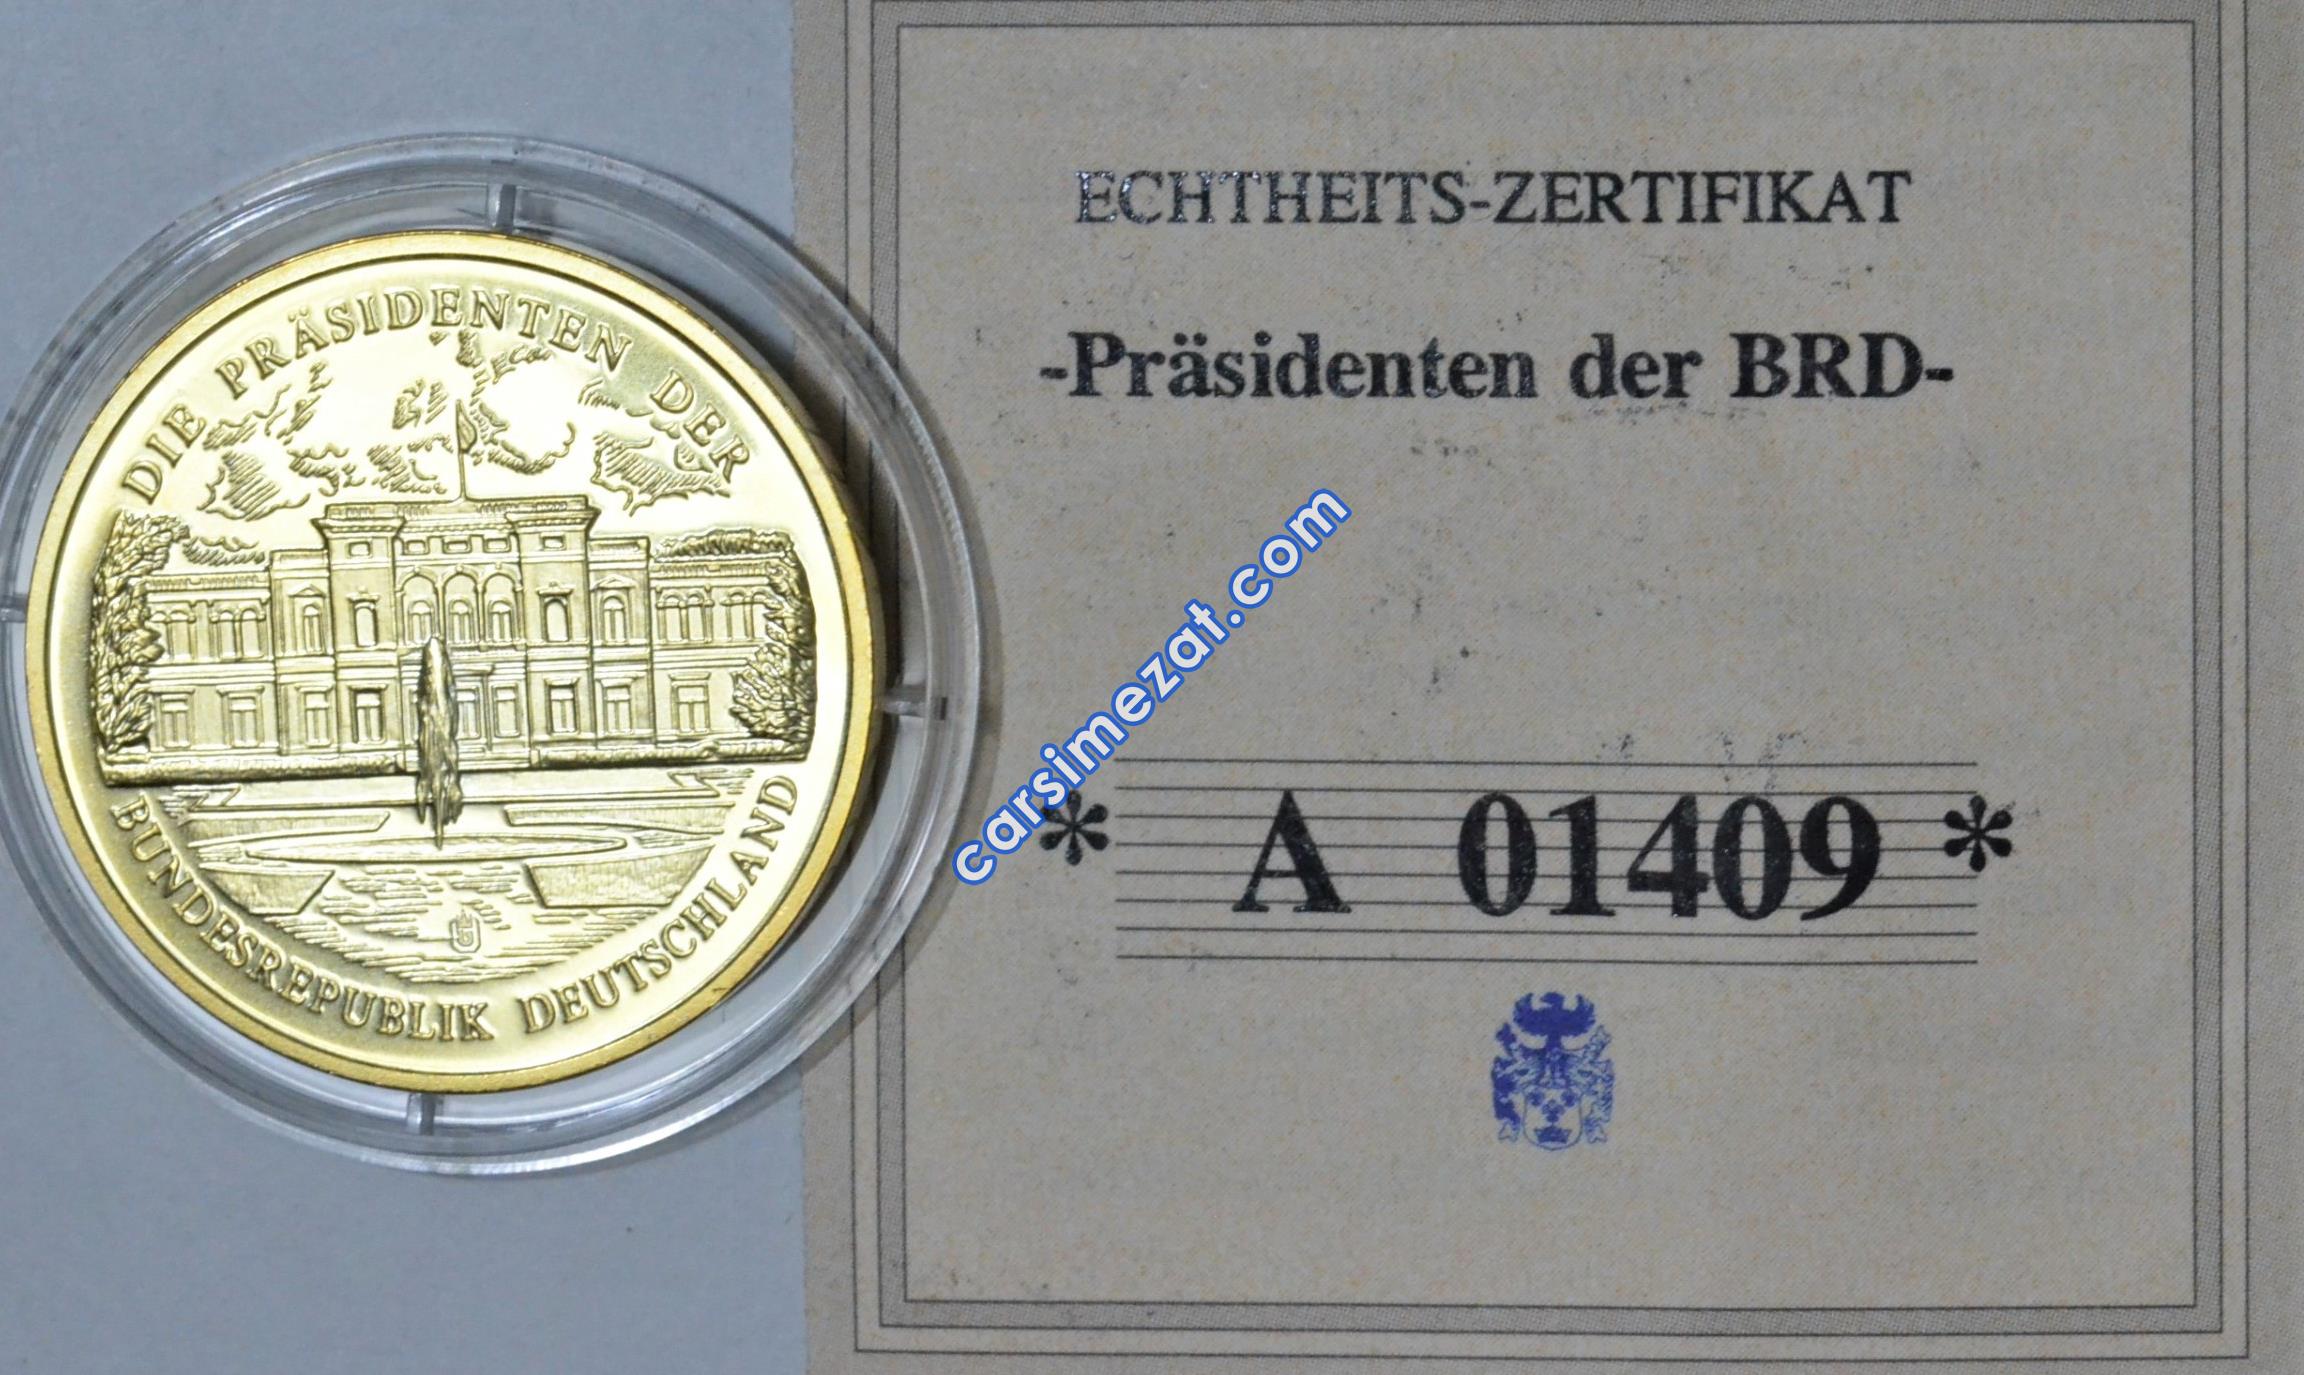 DIE PRÄSIDENTEN DER
BUNDESREPUBLIK DEUTSCHLAND
ECHTHEITS-ZERTIFIKAT
-Präsidenten der BRD-
* A 01409 *
carsimezat.com